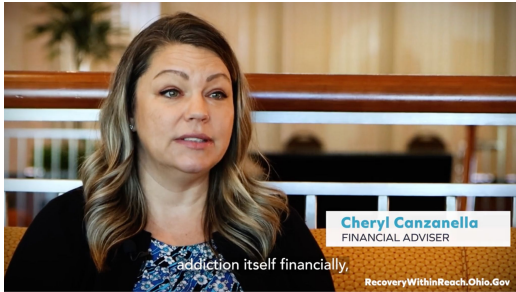 Cheryl Canzanella
FINANCIAL ADVISER
addiction itself financially,
RecoveryWithinReach.Ohio.Gov